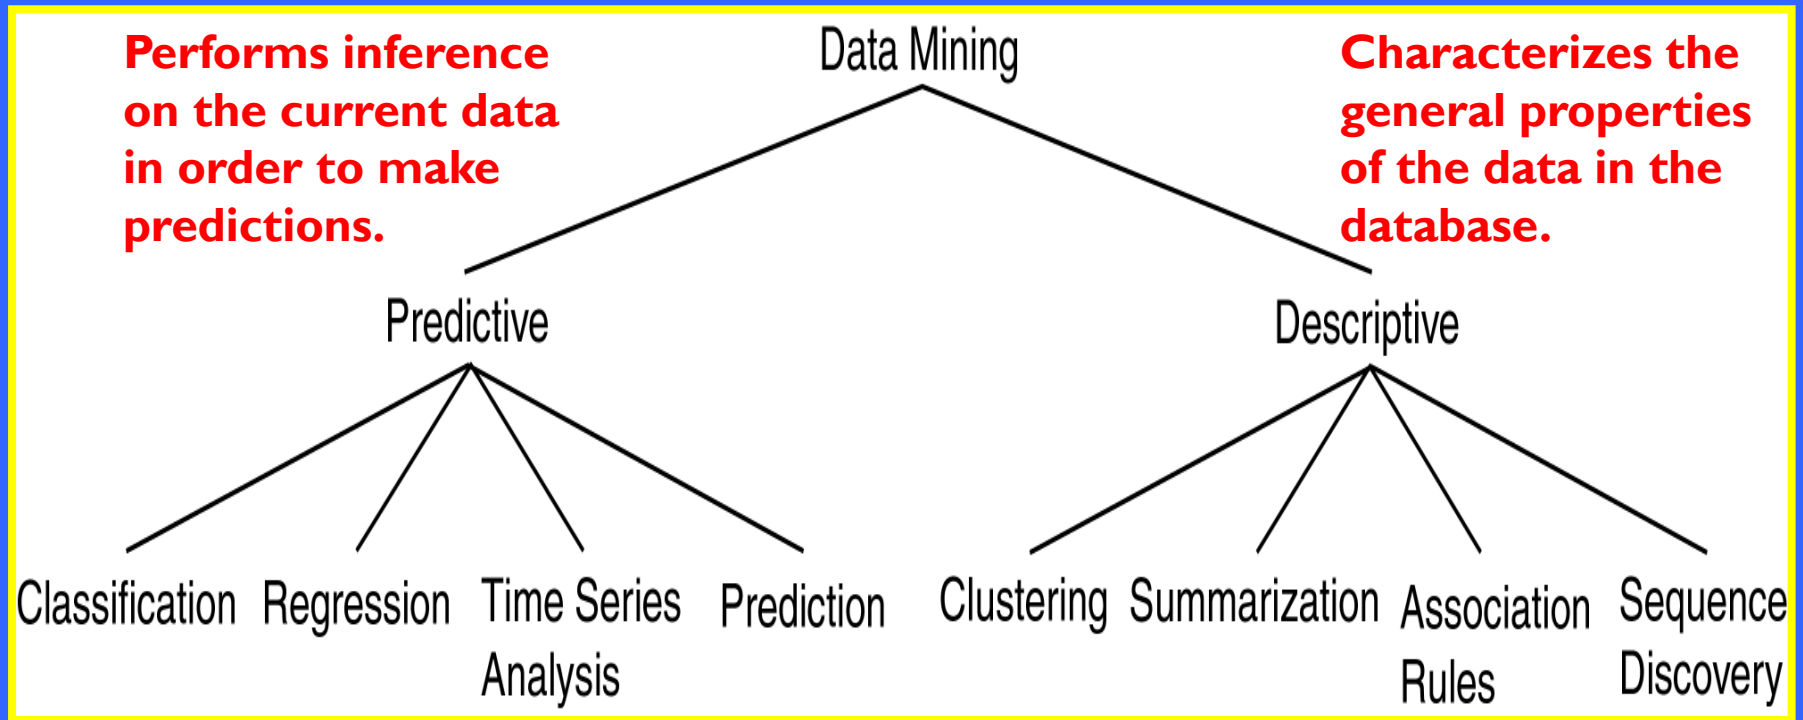 Data Mining
Performs inference
on the current data
in order to make
predictions.
Characterizes the
general properties
of the data in the
database.
Predictive
Descriptive
Classification
Regression
Time Series
Analysis
Prediction
Clustering
Summarization
Association
Rules
Sequence
Discovery